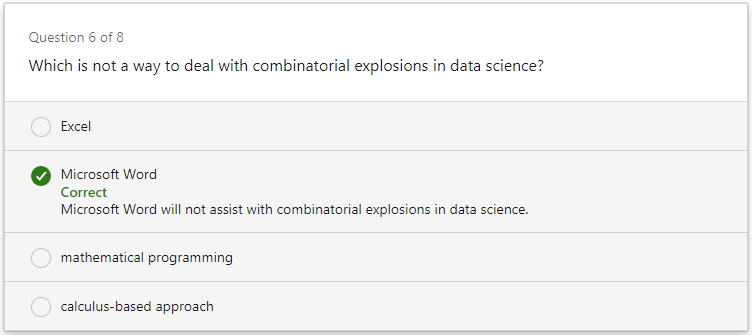 Question 6 of 8
Which is not a way to deal with combinatorial explosions in data science?
Excel
Microsoft Word
Correct
Microsoft Word will not assist with combinatorial explosions in data science.
mathematical programming
calculus-based approach